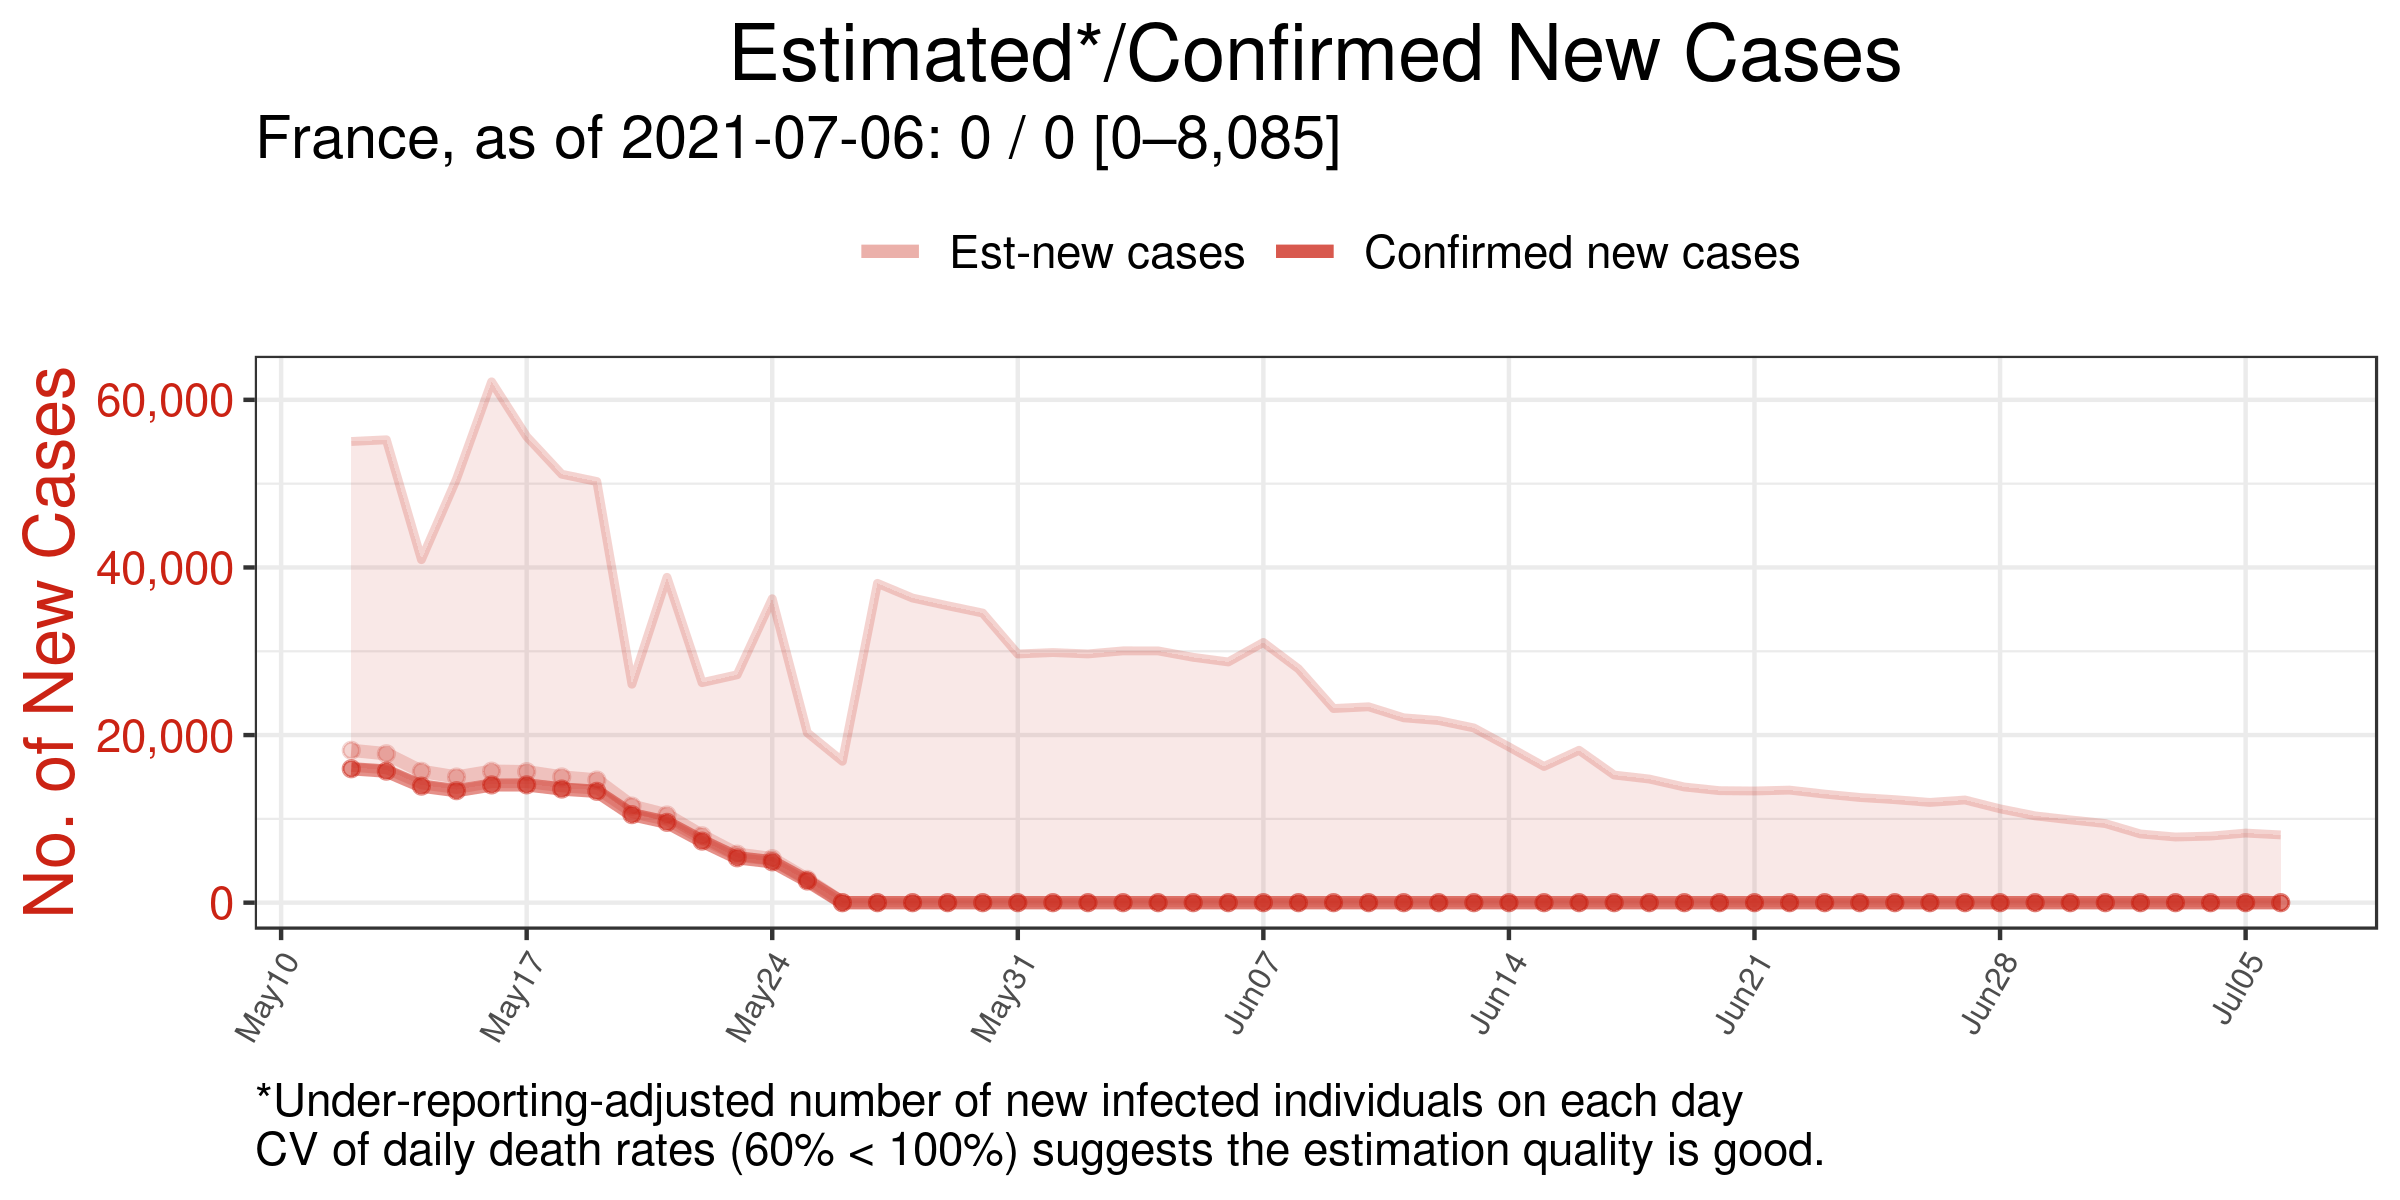 Estimated*/Confirmed New Cases
France, as of 2021-07-06: 0 / 0 [0–8,085]
Est-new cases
Confirmed new cases
No. of New Cases
60,000
40,000
20,000
0
May10
May17
May24
May31
Jun07
Jun14
Jun21
Jun28
Jul05
*Under-reporting-adjusted number of new infected individuals on each day
CV of daily death rates (60% < 100%) suggests the estimation quality is good.